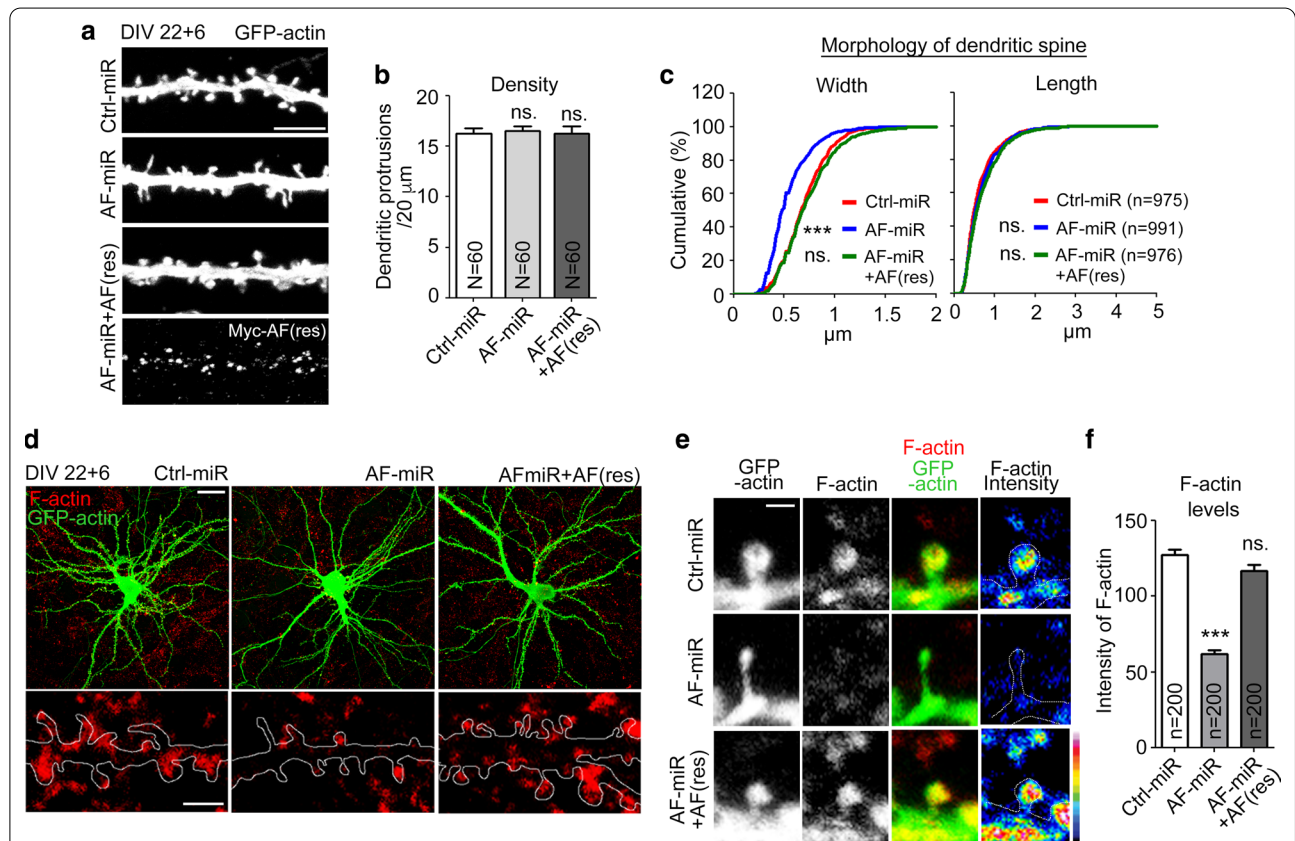 a
DIV 22+6 GFP-actin
Ctrl-miR
AF-miR
AF-miR+AF(res)
Myc-AF(res)
b
Density
Dendritic protrusions
/20 µm
20
16
15
10
5
0
N=60
ns.
N=60
ns.
N=60
Ctrl-miR
AF-miR
AF-miR
+AF(res)
Morphology of dendritic spine
c
Width
Cumulative (%)
120
100
80
60
40
20
0
Ctrl-miR
*** AF-miR
ns. AF-miR
+AF(res)
0 0.5 1 1.5 2
µm
Length
Ctrl-miR (n=975)
ns. AF-miR (n=991)
ns. AF-miR (n=976)
+AF(res)
0 1 2 3 4 5
µm
d
DIV 22+6 Ctrl-miR
AF-miR
AFmiR+AF(res)
F-actin
GFP-actin
e
GFP
-actin
F-actin
F-actin
GFP
-actin
F-actin
Intensity
Ctrl-miR
AF-miR
AF-miR
+AF(res)
f
F-actin
levels
Intensity of F-actin
150
100
50
0
n=200
***
n=200
ns.
n=200
Ctrl-miR
AF-miR
AF-miR
+AF(res)